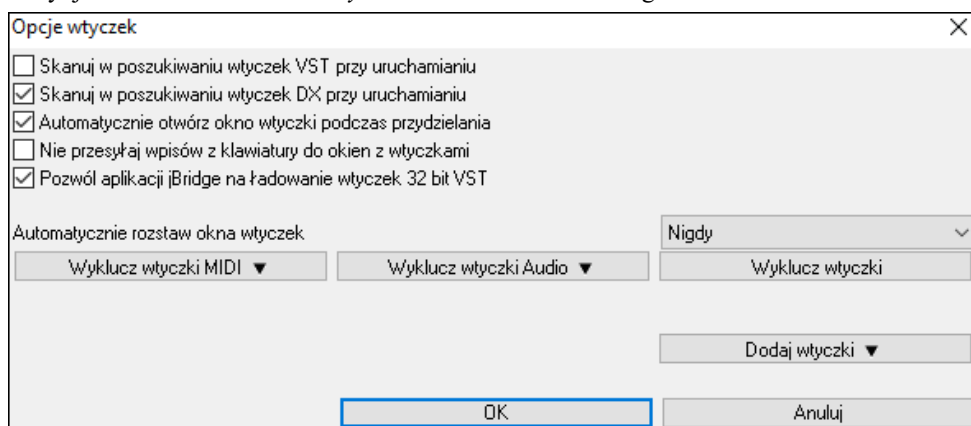 Opcje wtyczek
Skanuj w poszukiwaniu wtyczek VST przy uruchamianiu
Skanuj w poszukiwaniu wtyczek DX przy uruchamianiu
Automatycznie otwórz okno wtyczki podczas przydzielania
Nie przesyłaj wpisów z klawiatury do okien z wtyczkami
Pozwól aplikacji jBridge na ładowanie wtyczek 32 bit VST
Automatycznie rozstaw okna wtyczek Nigdy
Wyklucz wtyczki MIDI ▼ Wyklucz wtyczki Audio ▼ Wyklucz wtyczki
Dodaj wtyczki ▼
OK Anuluj